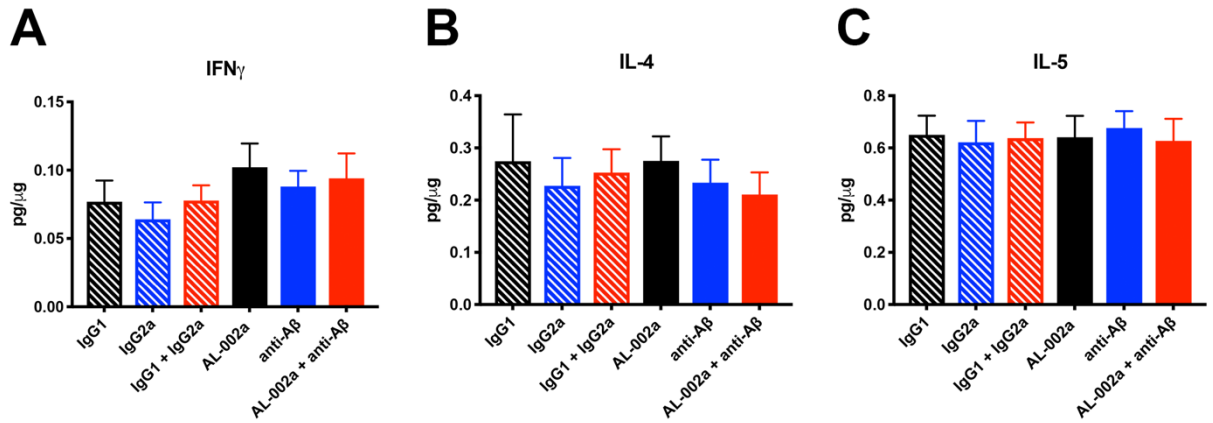 A
IFNγ
0.15
0.10
0.05
0.00
pg/μg
IgG1
IgG2a
IgG1 + IgG2a
AL-002a
anti-Aβ
AL-002a + anti-Aβ
B
IL-4
0.4
0.3
0.2
0.1
0.0
pg/μg
IgG1
IgG2a
IgG1 + IgG2a
AL-002a
anti-Aβ
AL-002a + anti-Aβ
C
IL-5
0.8
0.6
0.4
0.2
0.0
pg/μg
IgG1
IgG2a
IgG1 + IgG2a
AL-002a
anti-Aβ
AL-002a + anti-Aβ